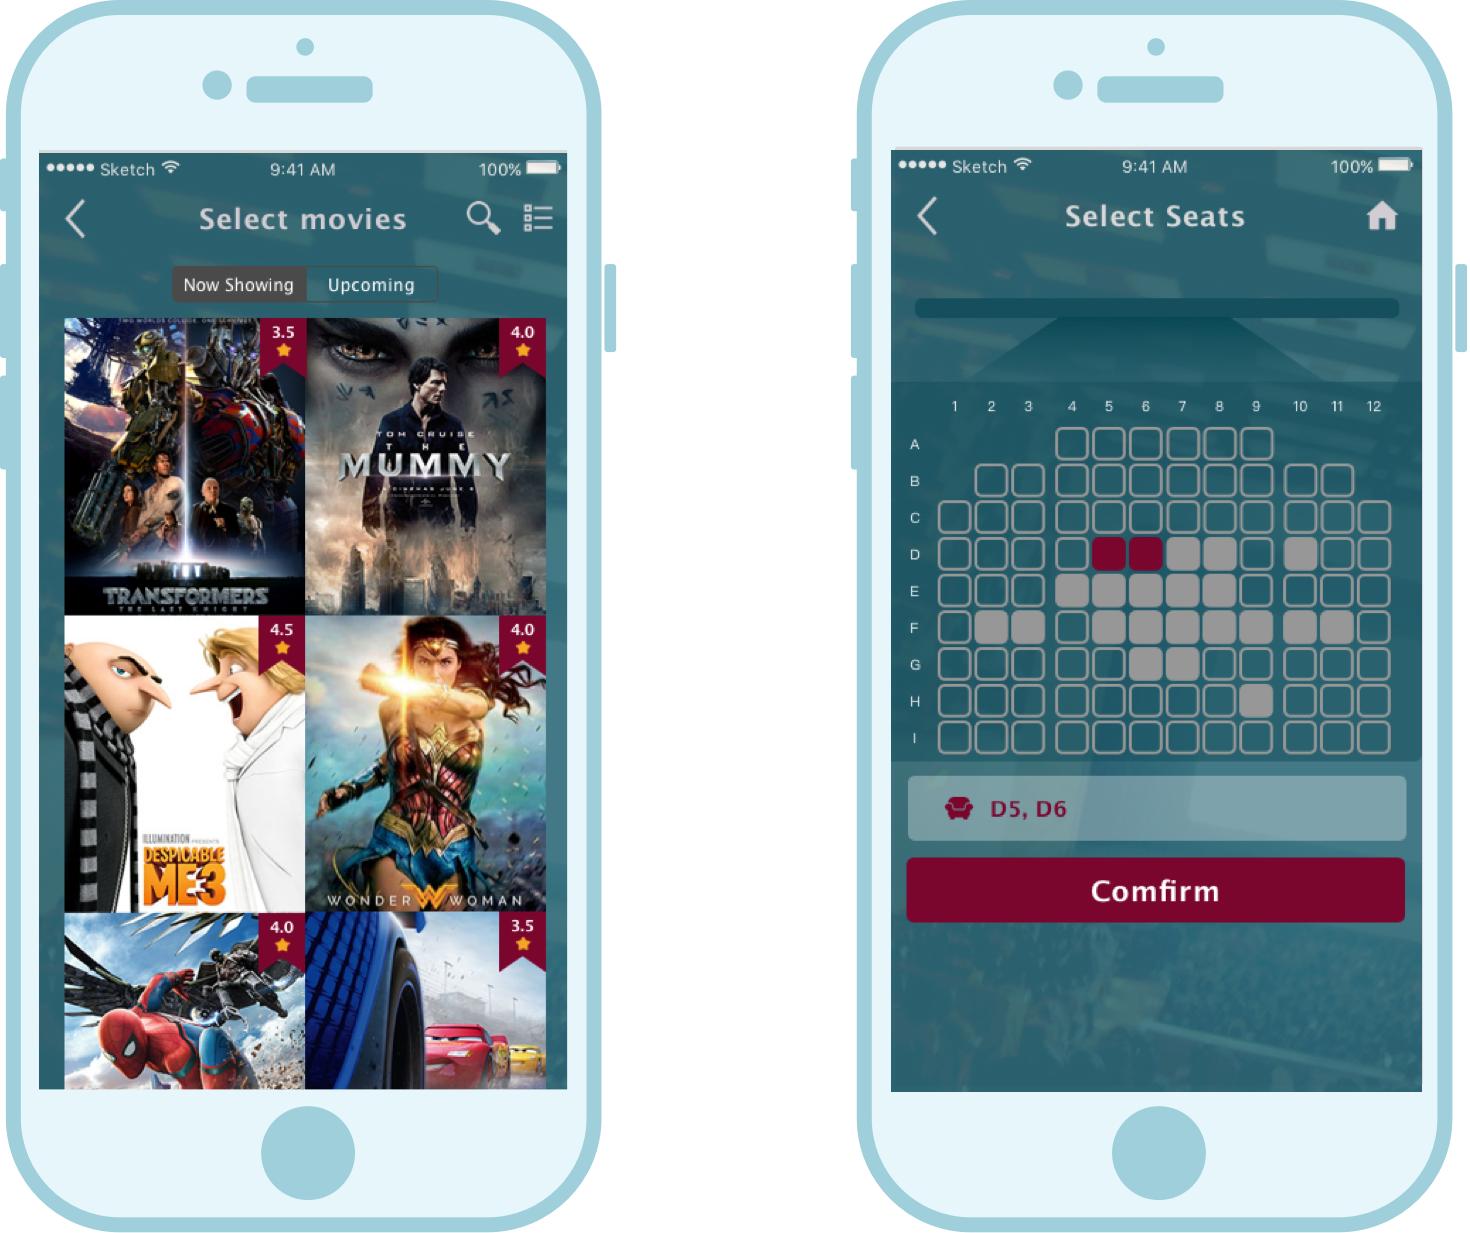 Sketch 9:41 AM 100%
Select movies
Now Showing Upcoming
3.5
4.0
TOM CRUISE
THE
MUMMY
TRANSFORMERS
THE LAST KNIGHT
4.5
4.0
ILLUMINATION PRESENTS
DESPICABLE
ME3
WONDER WOMAN
4.0
3.5
Sketch 9:41 AM 100%
Select Seats
1 2 3 4 5 6 7 8 9 10 11 12
A
B
C
D
E
F
G
H
I
D5, D6
Comfirm